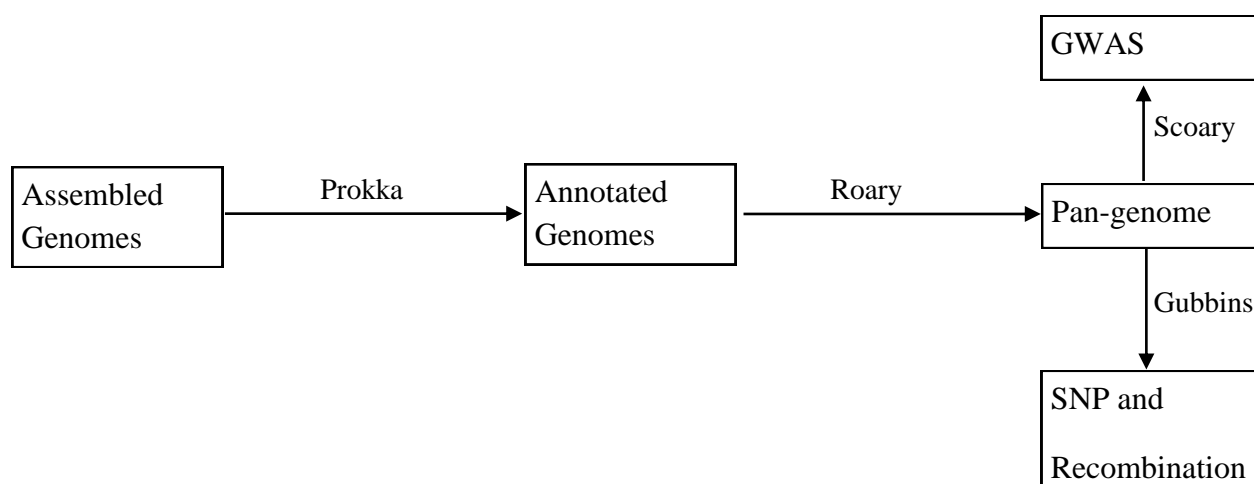 GWAS
Scoary
Assembled
Genomes
Prokka
Annotated
Genomes
Roary
Pan-genome
Gubbins
SNP and
Recombination